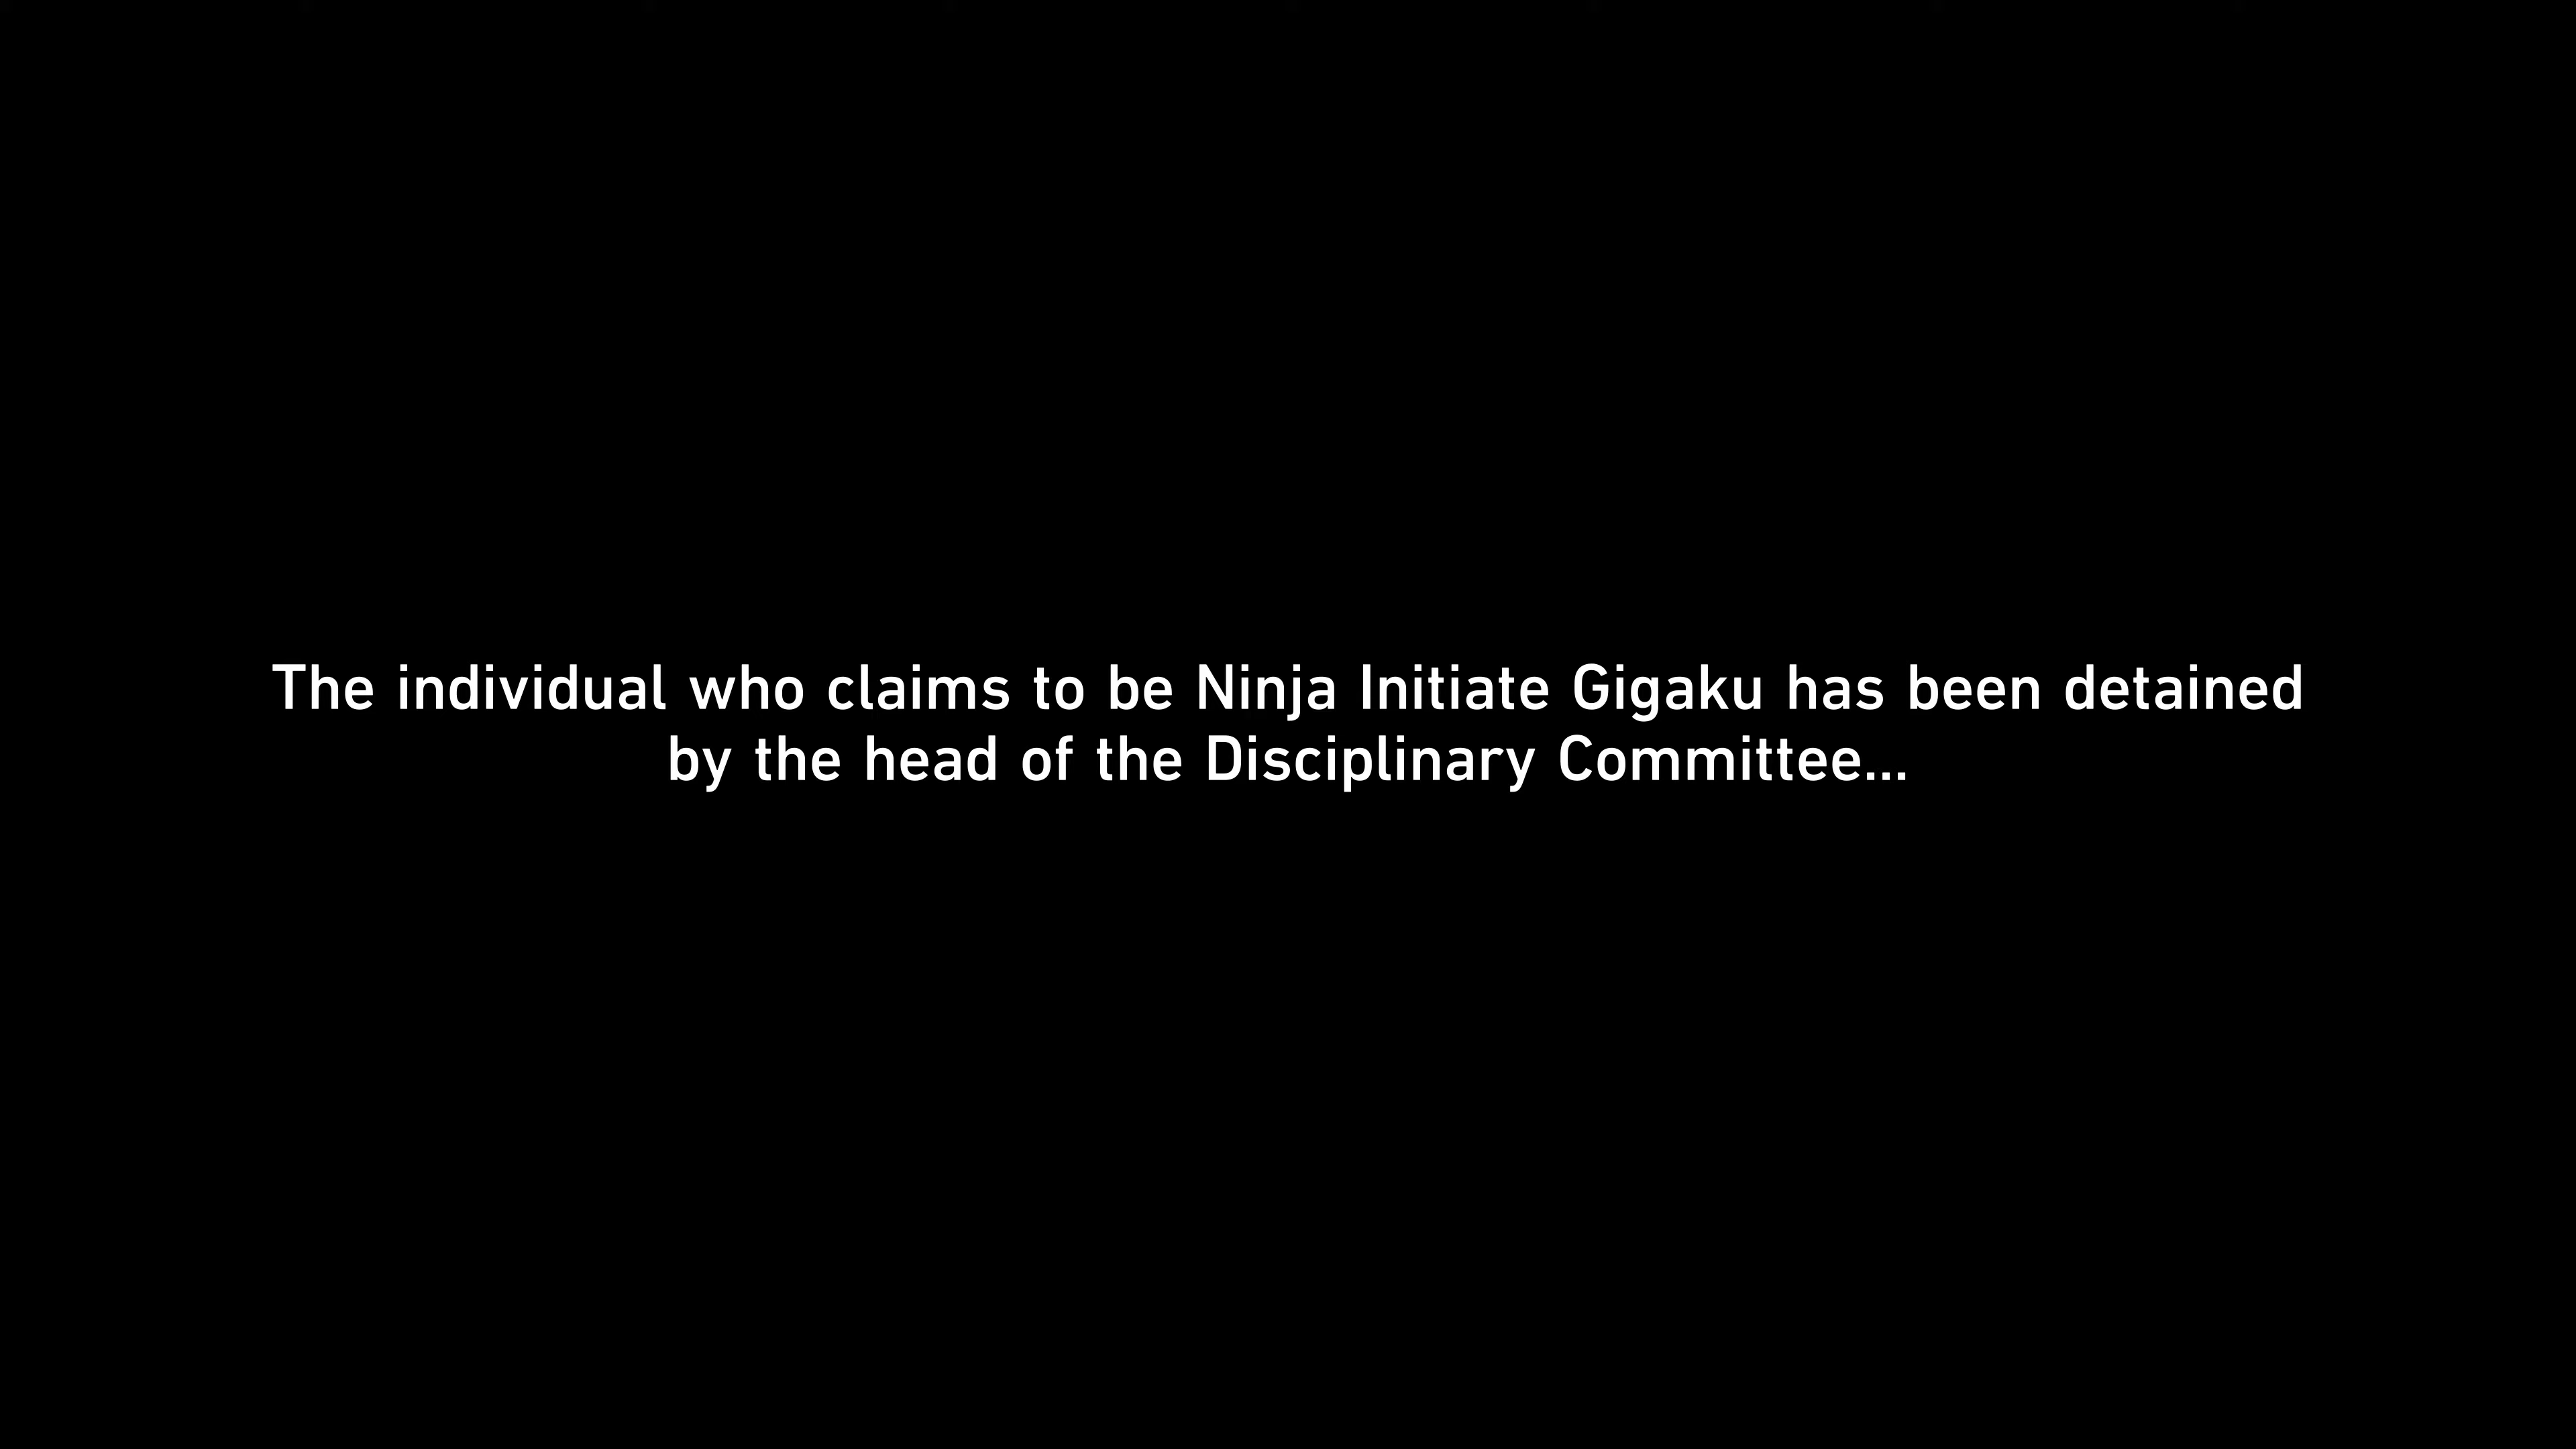 The individual who claims to be Ninja Initiate Gigaku has been detained
by the head of the Disciplinary Committee...